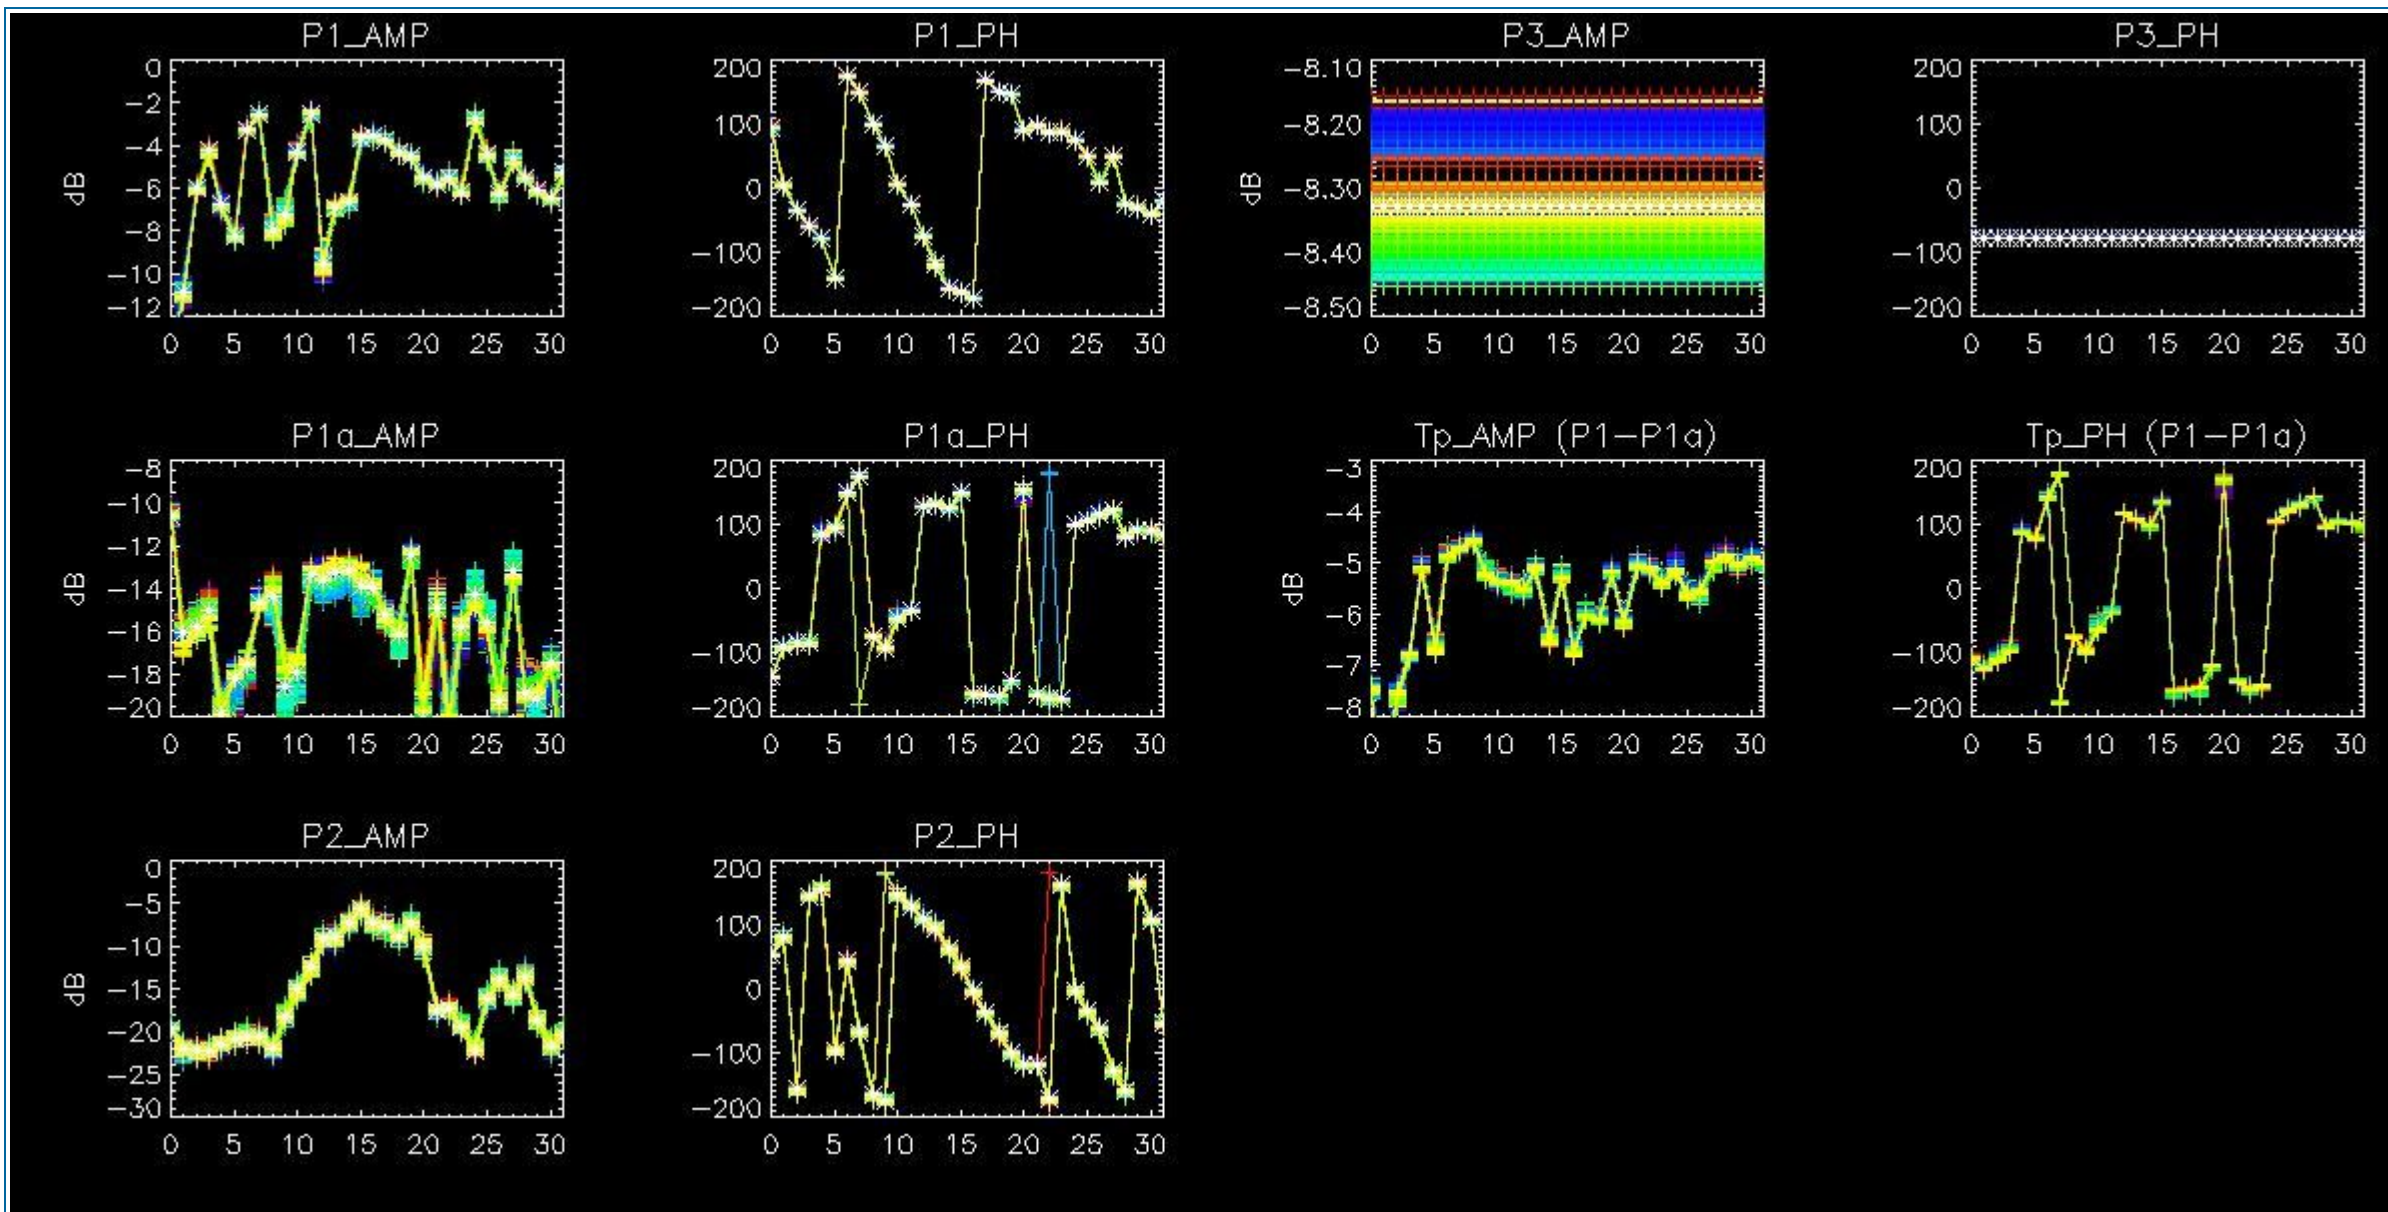 P1_AMP
dB
0
−2
−4
−6
−8
−10
−12
0 5 10 15 20 25 30
P1_PH
200
100
0
−100
−200
0 5 10 15 20 25 30
P3_AMP
dB
−8.10
−8.20
−8.30
−8.40
−8.50
0 5 10 15 20 25 30
P3_PH
200
100
0
−100
−200
0 5 10 15 20 25 30
P1a_AMP
dB
−8
−10
−12
−14
−16
−18
−20
0 5 10 15 20 25 30
P1a_PH
200
100
0
−100
−200
0 5 10 15 20 25 30
Tp_AMP (P1−P1a)
dB
−3
−4
−5
−6
−7
−8
0 5 10 15 20 25 30
Tp_PH (P1−P1a)
200
100
0
−100
−200
0 5 10 15 20 25 30
P2_AMP
dB
0
−5
−10
−15
−20
−25
−30
0 5 10 15 20 25 30
P2_PH
200
100
0
−100
−200
0 5 10 15 20 25 30